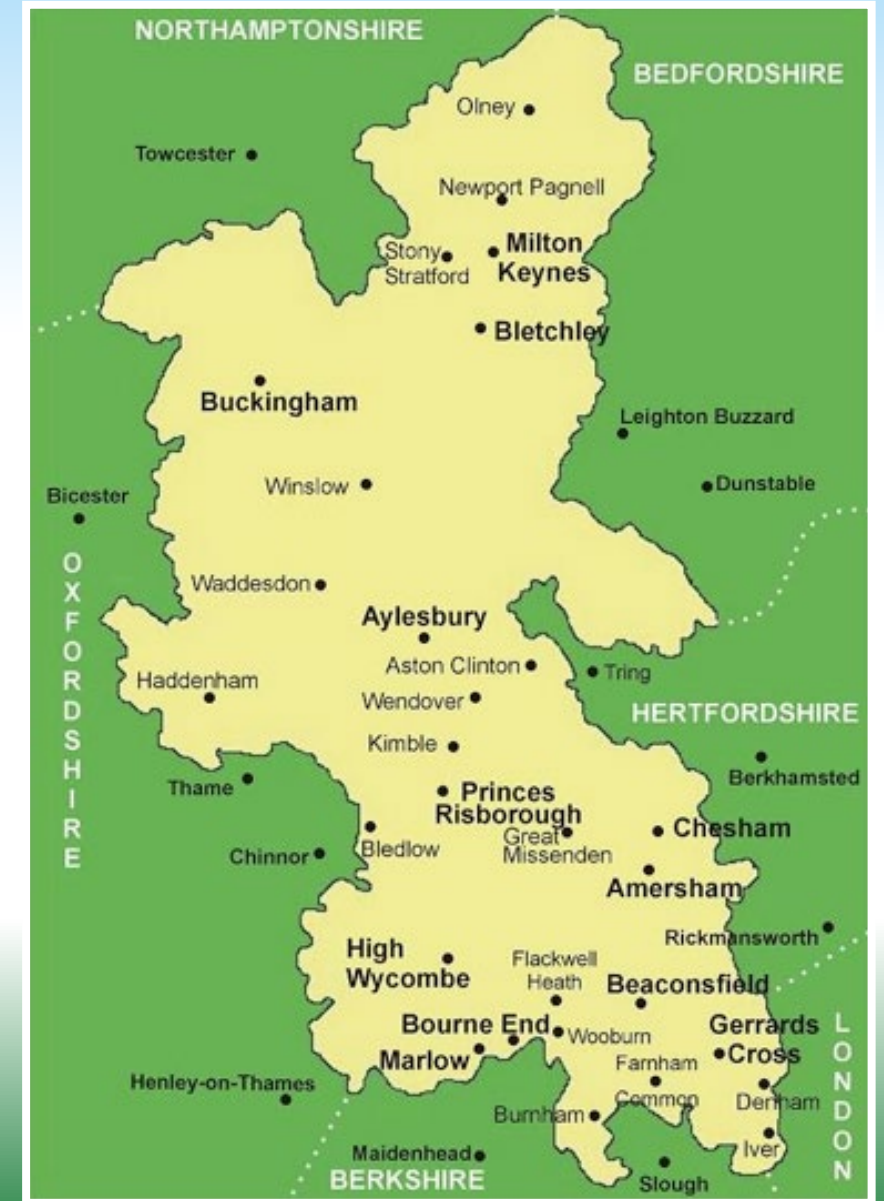 NORTHAMPTONSHIRE
BEDFORDSHIRE
Olney
Towcester
Newport Pagnell
Stony
Stratford
Milton
Keynes
Bletchley
Buckingham
Leighton Buzzard
Winslow
Dunstable
Bicester
OXFORDSHIRE
Waddesdon
Aylesbury
Aston Clinton
Tring
Haddenham
Wendover
HERTFORDSHIRE
Kimble
Berkhamsted
Thame
Princes
Risborough
Great
Missenden
Chesham
Bledlow
Chinnor
Amersham
Rickmansworth
High
Wycombe
Flackwell
Heath
Beaconsfield
Bourne End
Wooburn
Gerrards
Cross
LONDON
Marlow
Farnham
Common
Henley-on-Thames
Denham
Burnham
Iver
Maidenhead
BERKSHIRE
Slough